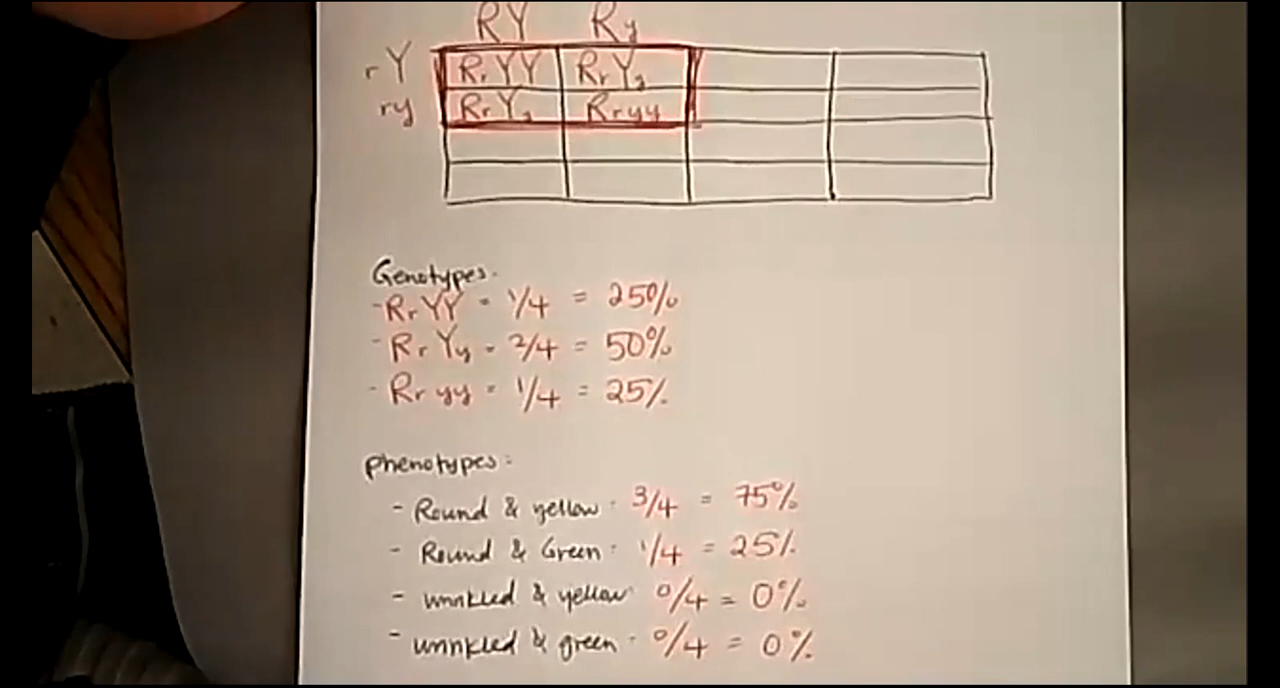 RY Ry
rY RrYY RrYy
ry RrYy Rryy
Genotypes.
- RrYY - 1/4 = 25%
- RrYy - 2/4 = 50%
- Rryy - 1/4 = 25%
phenotypes:
- Round & yellow - 3/4 = 75%
- Round & Green - 1/4 = 25%
- wrinkled & yellow 0/4 = 0%
- wrinkled & green - 0/4 = 0%